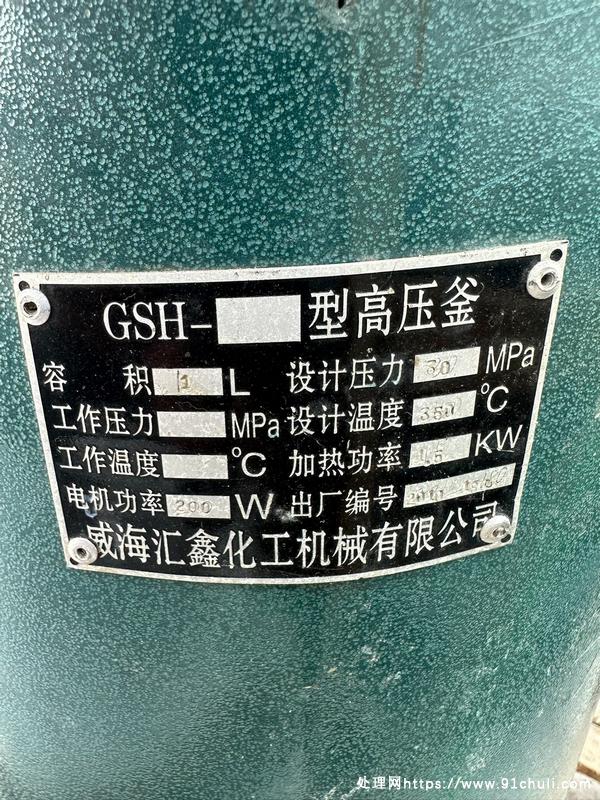 GSH- 型高压釜
容 积 1 L 设计压力 30 MPa
工作压力 MPa 设计温度 350 ℃
工作温度 ℃ 加热功率 1.5 KW
电机功率 200 W 出厂编号
威海汇鑫化工机械有限公司
处理网https://www.91chuli.com